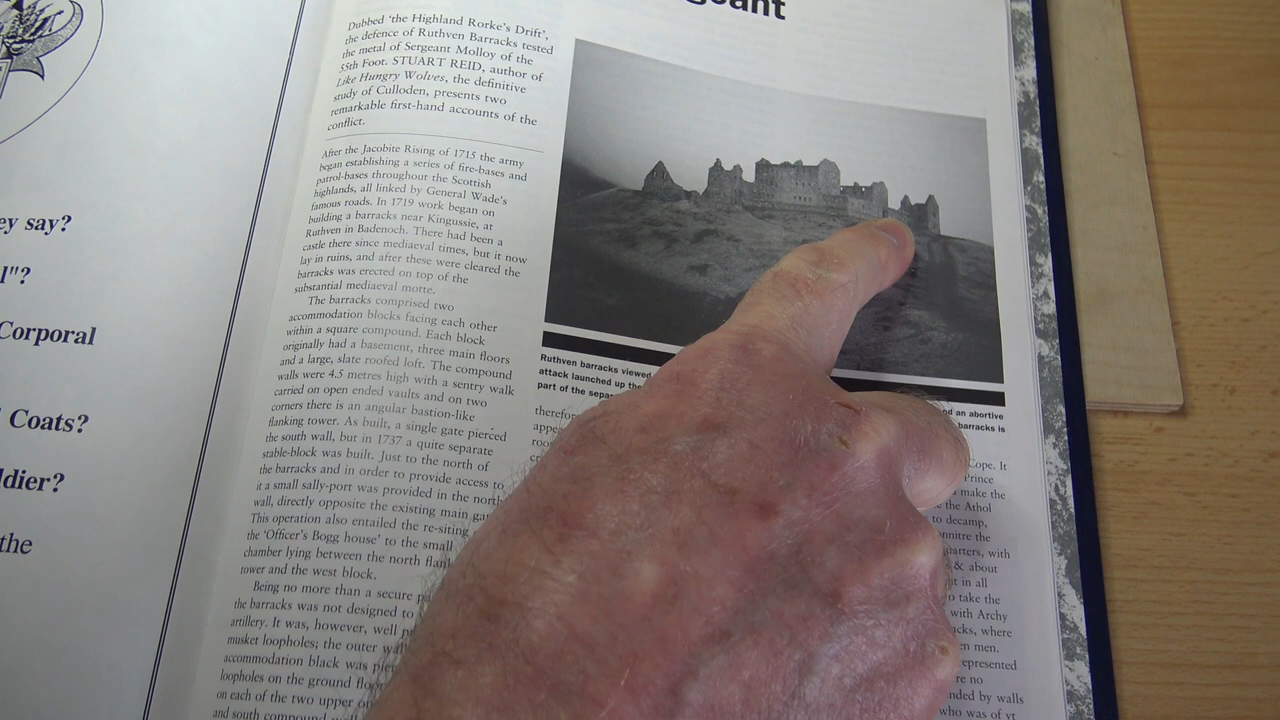 geant
ey say?
l"?
Corporal
Coats?
ldier?
the
Dubbed 'the Highland Rorke's Drift',
the defence of Ruthven Barracks tested
the metal of Sergeant Molloy of the
55th Foot. STUART REID, author of
Like Hungry Wolves, the definitive
study of Culloden, presents two
remarkable first-hand accounts of the
conflict.
After the Jacobite Rising of 1715 the army
began establishing a series of fire-bases and
patrol-bases throughout the Scottish
highlands, all linked by General Wade's
famous roads. In 1719 work began on
building a barracks near Kingussie, at
Ruthven in Badenoch. There had been a
castle there since mediaeval times, but it now
lay in ruins, and after these were cleared the
barracks was erected on top of the
substantial mediaeval motte.
The barracks comprised two
accommodation blocks facing each other
within a square compound. Each block
originally had a basement, three main floors
and a large, slate roofed loft. The compound
walls were 4.5 metres high with a sentry walk
carried on open ended vaults and on two
corners there is an angular bastion-like
flanking tower. As built, a single gate pierced
the south wall, but in 1737 a quite separate
stable-block was built. Just to the north of
the barracks and in order to provide access to
it a small sally-port was provided in the north
wall, directly opposite the existing main gat
This operation also entailed the re-siting
the 'Officer's Bogg house' to the small
chamber lying between the north flan
tower and the west block.
Being no more than a secure p
the barracks was not designed to
artillery. It was, however, well p
musket loopholes; the outer wal
accommodation black was pier
loopholes on the ground floo
on each of the two upper
and south compound wall
Ruthven barracks viewed
attack launched up the
part of the separ
nd an abortive
barracks is
therefor
appe
roo
Cope. It
Prince
make the
the Athol
to decamp,
onnitre the
uarters, with
& about
it in all
o take the
with Archy
acks, where
en men.
epresented
re no
nded by walls
who was of yt